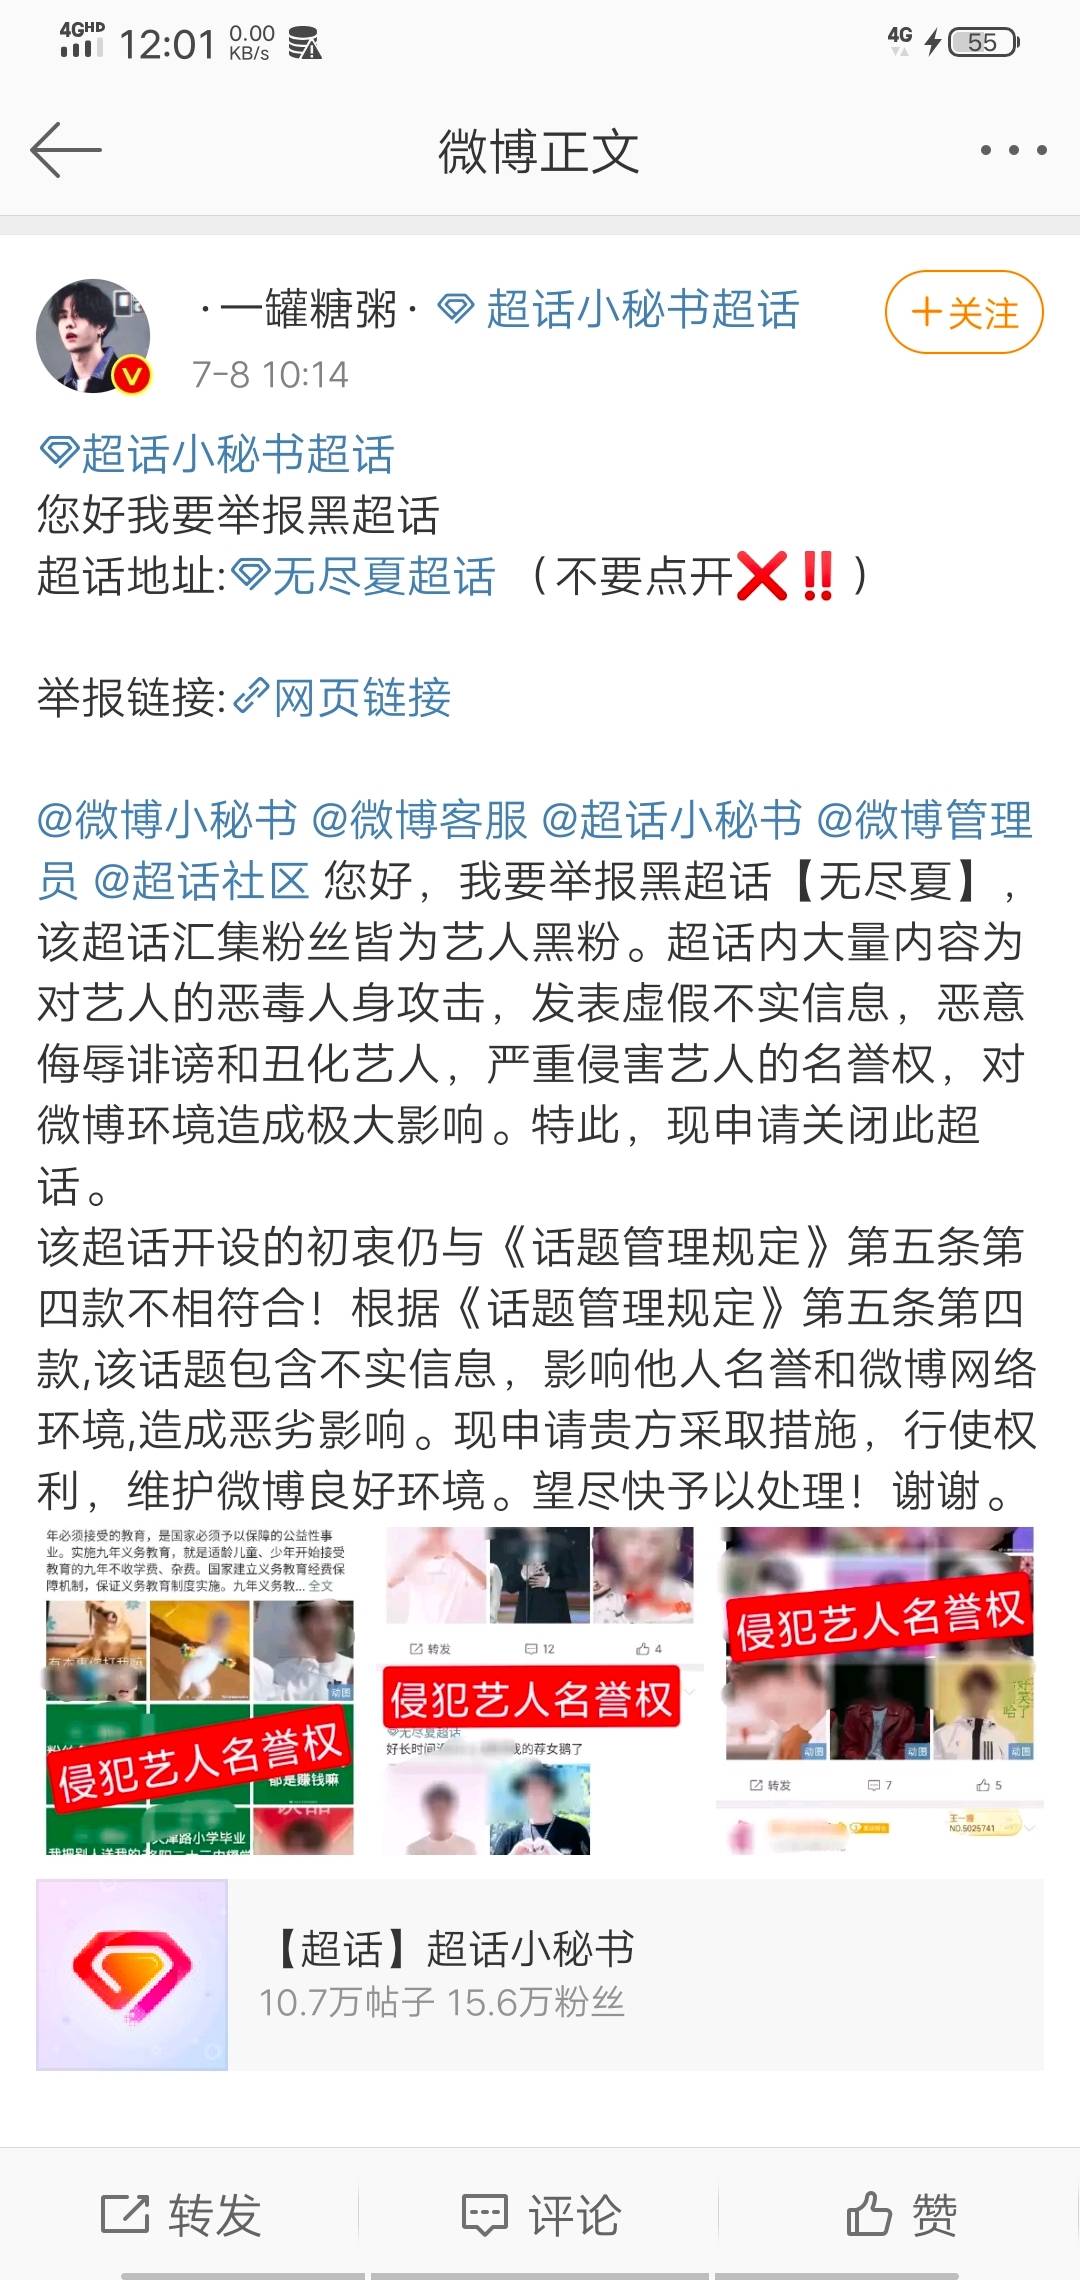 4GHD 12:01 0.00 KB/s 4G 55
微博正文
·一罐糖粥· 超话小秘书超话
+关注
7-8 10:14
超话小秘书超话
您好我要举报黑超话
超话地址:无尽夏超话 （不要点开❌‼️）
举报链接:网页链接
@微博小秘书 @微博客服 @超话小秘书 @微博管理
员 @超话社区 您好，我要举报黑超话【无尽夏】，
该超话汇集粉丝皆为艺人黑粉。超话内大量内容为
对艺人的恶毒人身攻击，发表虚假不实信息，恶意
侮辱诽谤和丑化艺人，严重侵害艺人的名誉权，对
微博环境造成极大影响。特此，现申请关闭此超
话。
该超话开设的初衷仍与《话题管理规定》第五条第
四款不相符合！根据《话题管理规定》第五条第四
款,该话题包含不实信息，影响他人名誉和微博网络
环境,造成恶劣影响。现申请贵方采取措施，行使权
利，维护微博良好环境。望尽快予以处理！谢谢。
年必须接受的教育，是国家必须予以保障的公益性事
业。实施九年义务教育，就是适龄儿童、少年开始接受
教育的九年不收学费、杂费。国家建立义务教育经费保
障机制，保证义务教育制度实施。九年义务教... 全文
动图
侵犯艺人名誉权
都是赚钱嘛
转发 12 4
侵犯艺人名誉权
无尽夏超话
好长时间
我的荐女鹅了
侵犯艺人名誉权
动图 动图 动图
转发 7 5
NO.5025741
【超话】超话小秘书
10.7万帖子 15.6万粉丝
转发 评论 赞